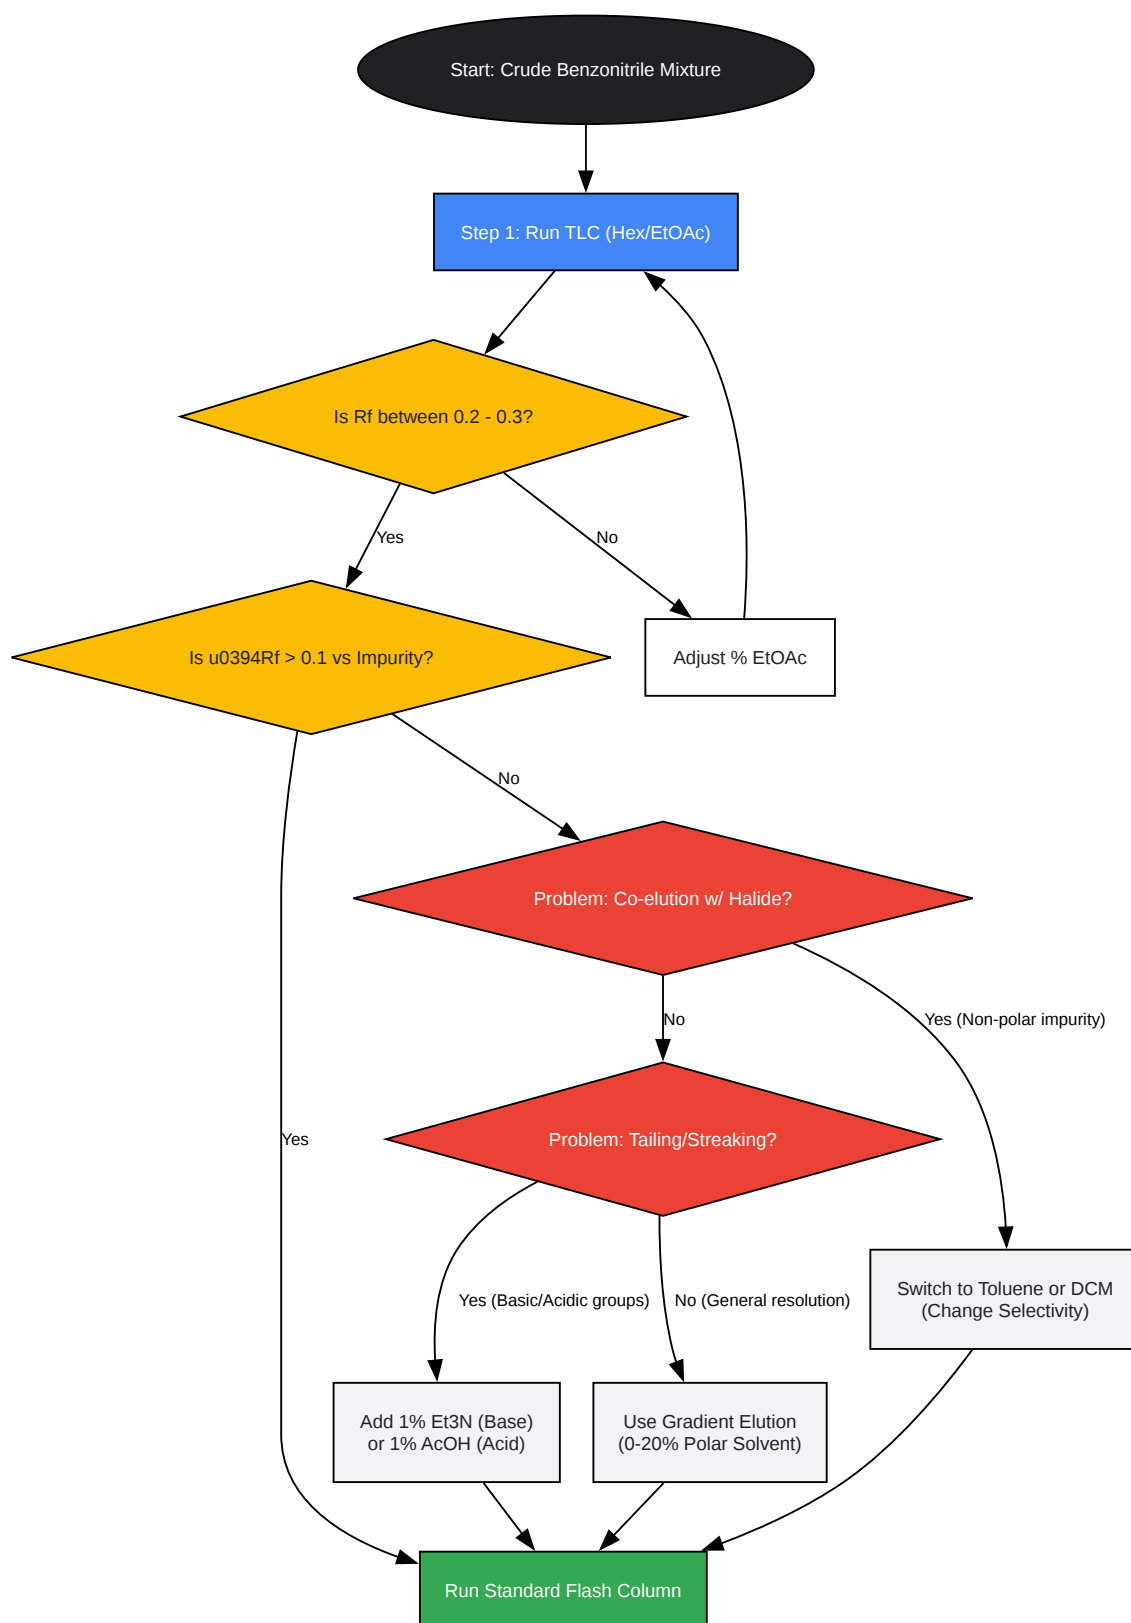 Start: Crude Benzonitrile Mixture
Step 1: Run TLC (Hex/EtOAc)
Is Rf between 0.2 - 0.3?
Yes
No
Is u0394Rf > 0.1 vs Impurity?
Adjust % EtOAc
No
Problem: Co-elution w/ Halide?
No
Yes (Non-polar impurity)
Yes
Problem: Tailing/Streaking?
Yes (Basic/Acidic groups)
No (General resolution)
Switch to Toluene or DCM
(Change Selectivity)
Add 1% Et3N (Base)
or 1% AcOH (Acid)
Use Gradient Elution
(0-20% Polar Solvent)
Run Standard Flash Column